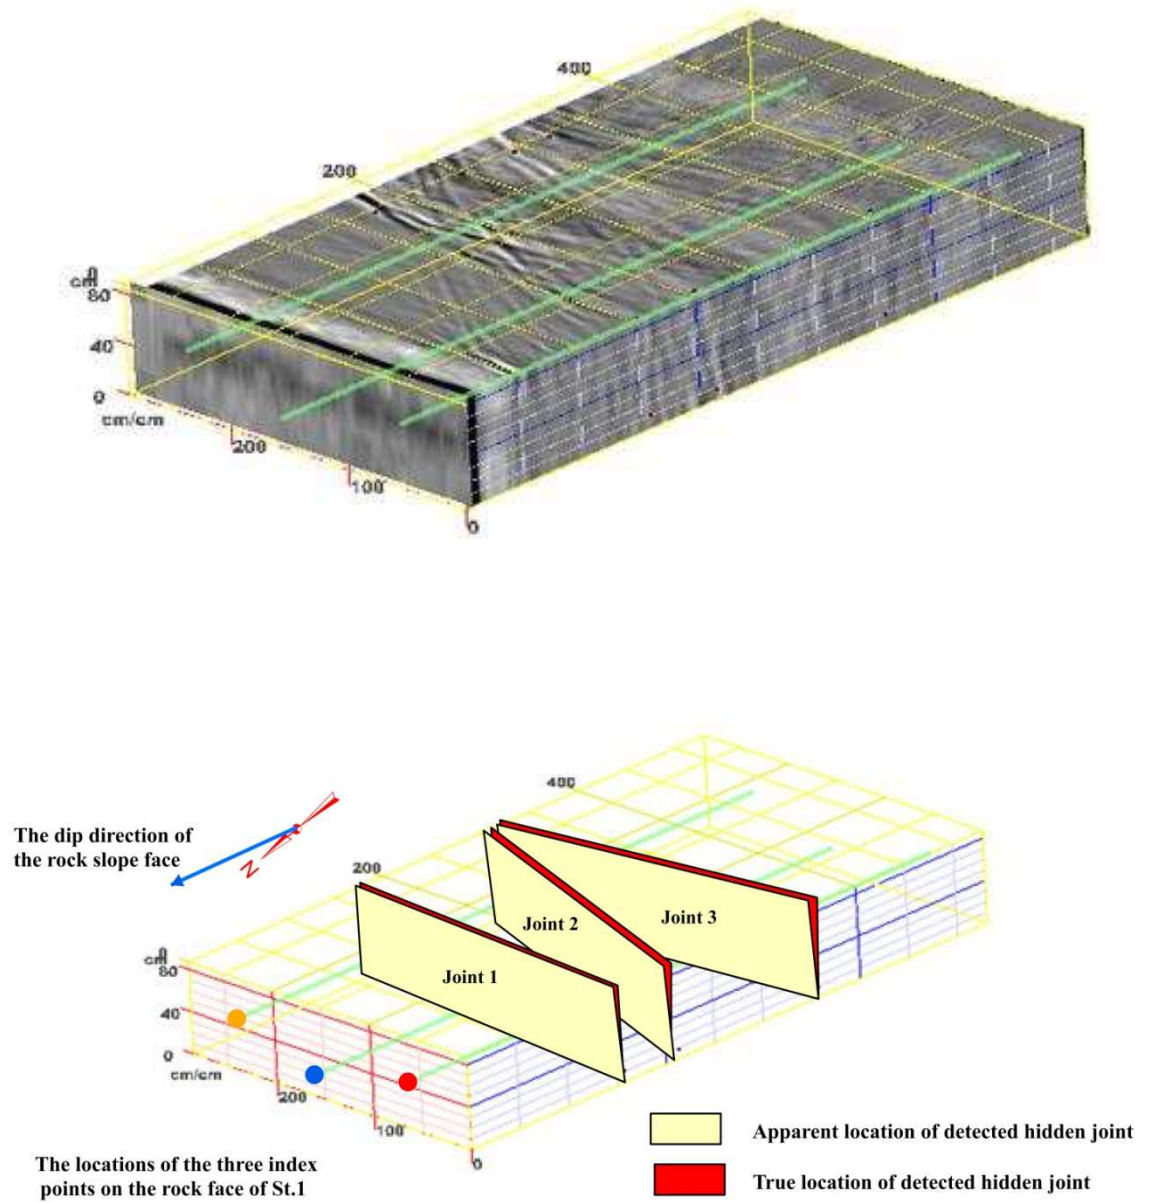 400
200
0
cm
80
40
0
cm/cm
200
100
0
400
The dip direction of
the rock slope face
N
200
Joint 3
Joint 2
Joint 1
0
cm
80
40
0
cm/cm
200
100
0
Apparent location of detected hidden joint
The locations of the three index
points on the rock face of St.1
True location of detected hidden joint